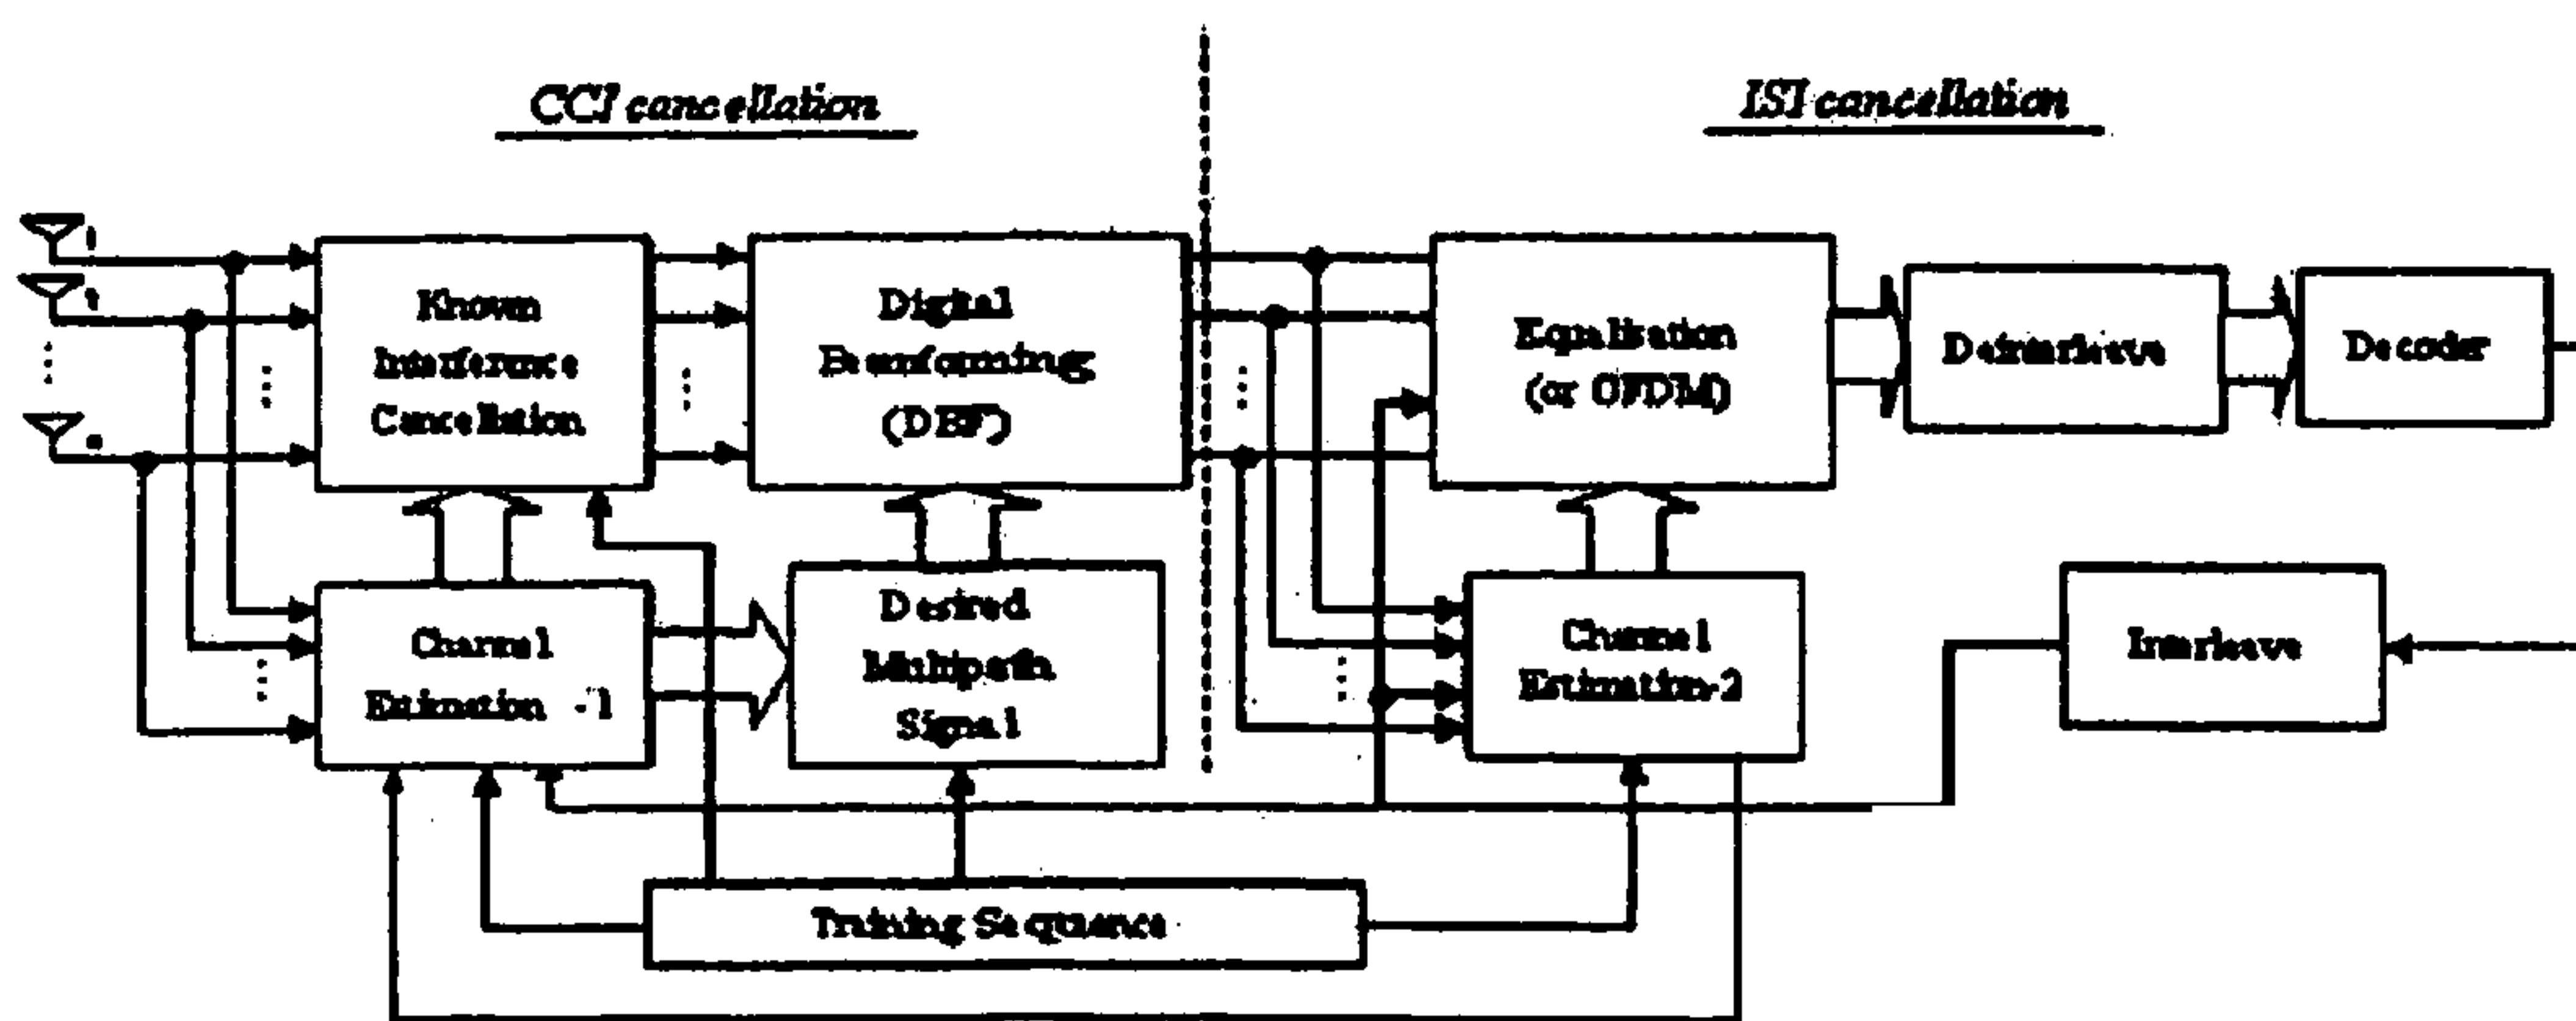 CCI cancellation
ISI cancellation
Known
Interference
Cancellation
Digital
Beamforming
(DBF)
Equalisation
(or OFDM)
Deinterleave
Decoder
Channel
Estimation -1
Desired
Multipath
Signal
Channel
Estimation-2
Interleave
Training Sequence